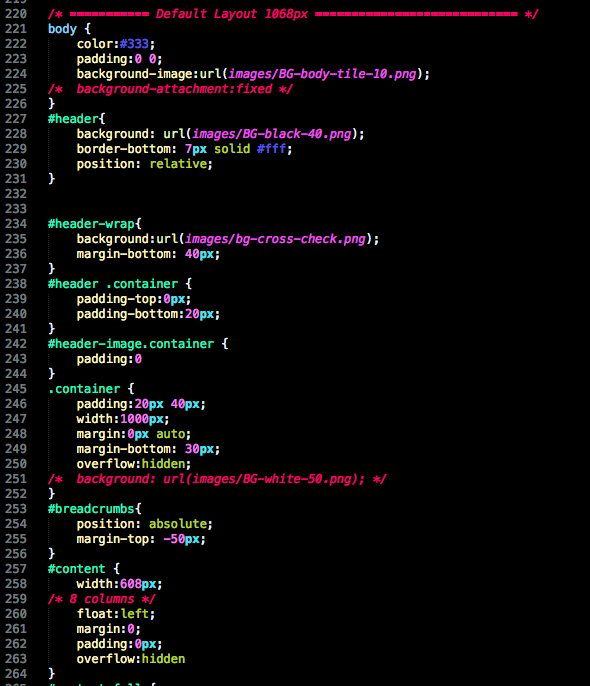 220 /* =========== Default Layout 1068px ============================ */
221 body {
222     color:#333;
223     padding:0 0;
224     background-image:url(images/BG-body-tile-10.png);
225 /*  background-attachment:fixed */
226 }
227 #header{
228     background: url(images/BG-black-40.png);
229     border-bottom: 7px solid #fff;
230     position: relative;
231 }
232
233
234 #header-wrap{
235     background:url(images/bg-cross-check.png);
236     margin-bottom: 40px;
237 }
238 #header .container {
239     padding-top:0px;
240     padding-bottom:20px;
241 }
242 #header-image.container {
243     padding:0
244 }
245 .container {
246     padding:20px 40px;
247     width:1000px;
248     margin:0px auto;
249     margin-bottom: 30px;
250     overflow:hidden;
251 /*  background: url(images/BG-white-50.png); */
252 }
253 #breadcrumbs{
254     position: absolute;
255     margin-top: -50px;
256 }
257 #content {
258     width:608px;
259 /* 8 columns */
260     float:left;
261     margin:0;
262     padding:0px;
263     overflow:hidden
264 }